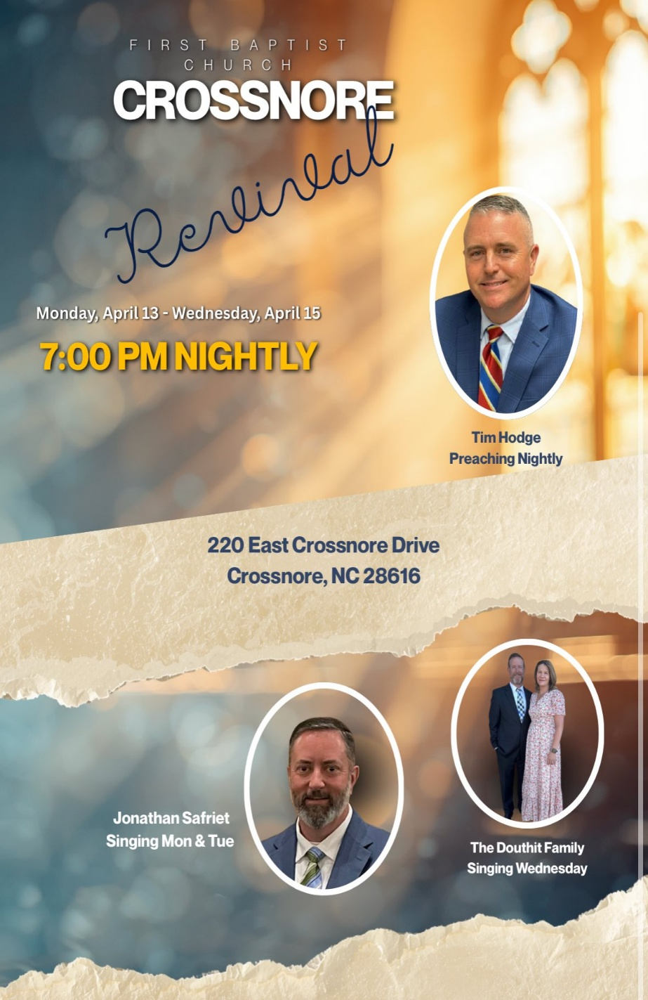 FIRST BAPTIST
CHURCH
CROSSNORE
Revival
Monday, April 13 - Wednesday, April 15
7:00 PM NIGHTLY
Tim Hodge
Preaching Nightly
220 East Crossnore Drive
Crossnore, NC 28616
Jonathan Safriet
Singing Mon & Tue
The Douthit Family
Singing Wednesday